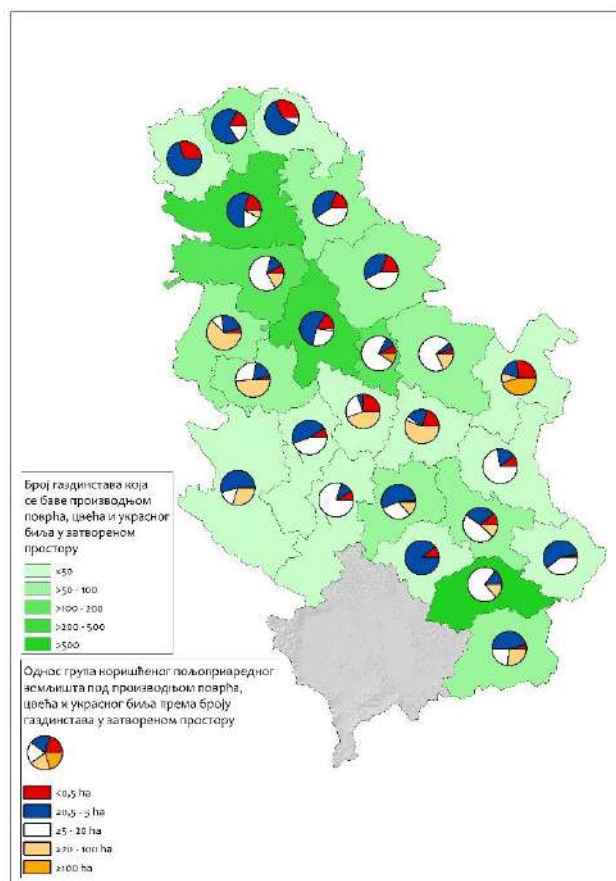 Број газдинстава која
се баве производњом
поврћа, цвећа и украсног
биља у затвореном
простору
<50
>50 - 100
>100 - 200
>200 - 500
>500
Однос група коришћеног пољопривредног
земљишта под производњом поврћа,
цвећа и украсног биља према броју
газдинстава у затвореном простору
<0,5 ha
≥0,5 - 5 ha
≥5 - 20 ha
≥20 - 100 ha
≥100 ha